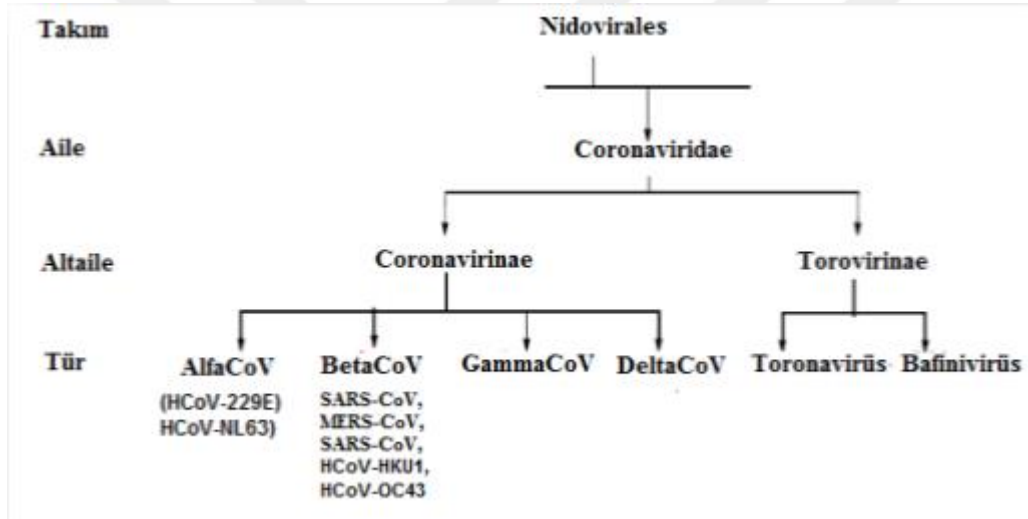 Takım Nidovirales
Aile Coronaviridae
Altaile Coronavirinae Torovirinae
Tür AlfaCoV BetaCoV GammaCoV DeltaCoV Toronavirüs Bafinivirüs
(HCoV-229E) SARS-CoV,
HCoV-NL63) MERS-CoV,
SARS-CoV,
HCoV-HKU1,
HCoV-OC43